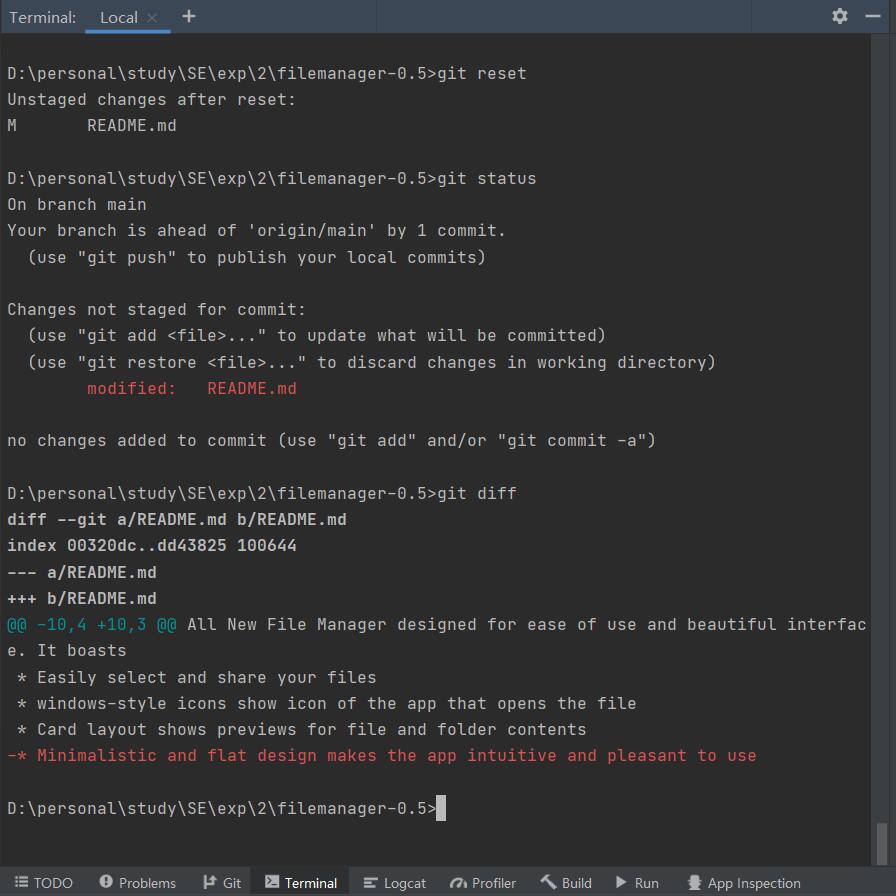 Terminal: Local × +
D:\personal\study\SE\exp\2\filemanager-0.5>git reset
Unstaged changes after reset:
M       README.md
D:\personal\study\SE\exp\2\filemanager-0.5>git status
On branch main
Your branch is ahead of 'origin/main' by 1 commit.
  (use "git push" to publish your local commits)
Changes not staged for commit:
  (use "git add <file>..." to update what will be committed)
  (use "git restore <file>..." to discard changes in working directory)
        modified:   README.md
no changes added to commit (use "git add" and/or "git commit -a")
D:\personal\study\SE\exp\2\filemanager-0.5>git diff
diff --git a/README.md b/README.md
index 00320dc..dd43825 100644
--- a/README.md
+++ b/README.md
@@ -10,4 +10,3 @@ All New File Manager designed for ease of use and beautiful interfac
e. It boasts
 * Easily select and share your files
 * windows-style icons show icon of the app that opens the file
 * Card layout shows previews for file and folder contents
-* Minimalistic and flat design makes the app intuitive and pleasant to use
D:\personal\study\SE\exp\2\filemanager-0.5>
TODO Problems Git Terminal Logcat Profiler Build Run App Inspection